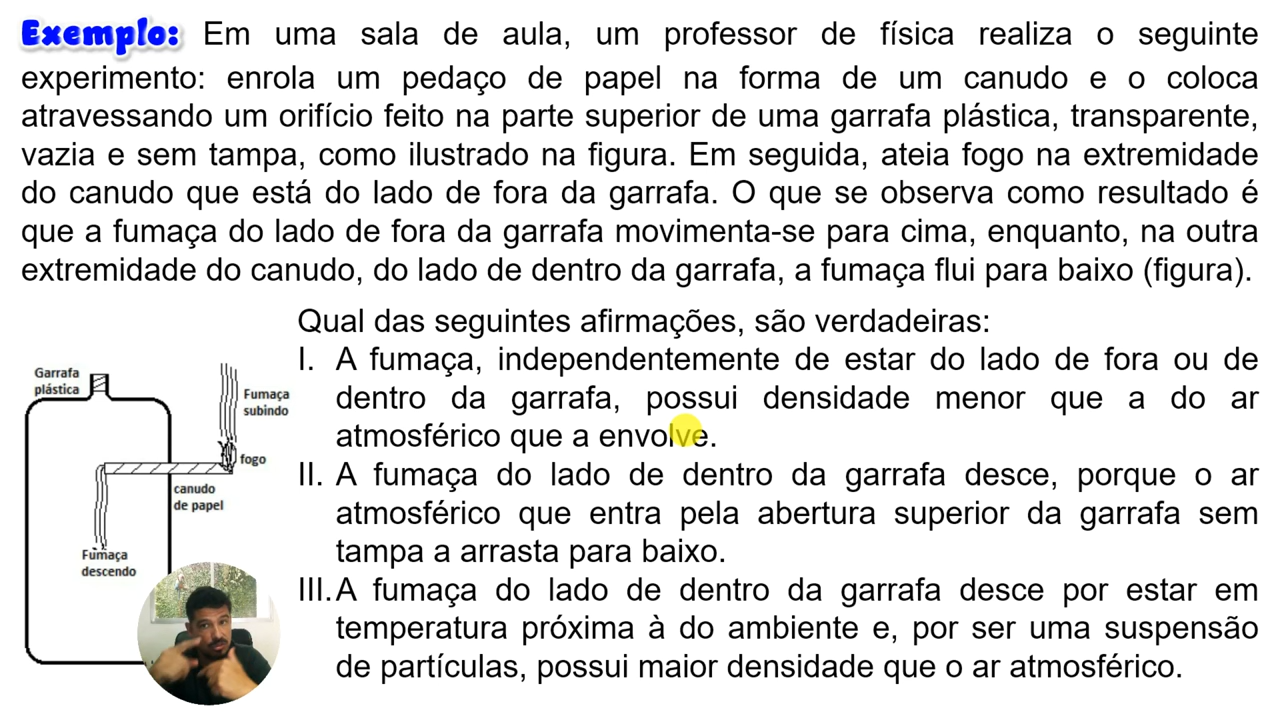 Exemplo: Em uma sala de aula, um professor de física realiza o seguinte
experimento: enrola um pedaço de papel na forma de um canudo e o coloca
atravessando um orifício feito na parte superior de uma garrafa plástica, transparente,
vazia e sem tampa, como ilustrado na figura. Em seguida, ateia fogo na extremidade
do canudo que está do lado de fora da garrafa. O que se observa como resultado é
que a fumaça do lado de fora da garrafa movimenta-se para cima, enquanto, na outra
extremidade do canudo, do lado de dentro da garrafa, a fumaça flui para baixo (figura).
Qual das seguintes afirmações, são verdadeiras:
I. A fumaça, independentemente de estar do lado de fora ou de
dentro da garrafa, possui densidade menor que a do ar
atmosférico que a envolve.
II. A fumaça do lado de dentro da garrafa desce, porque o ar
atmosférico que entra pela abertura superior da garrafa sem
tampa a arrasta para baixo.
III. A fumaça do lado de dentro da garrafa desce por estar em
temperatura próxima à do ambiente e, por ser uma suspensão
de partículas, possui maior densidade que o ar atmosférico.
Garrafa
plástica
Fumaça
subindo
fogo
canudo
de papel
Fumaça
descendo